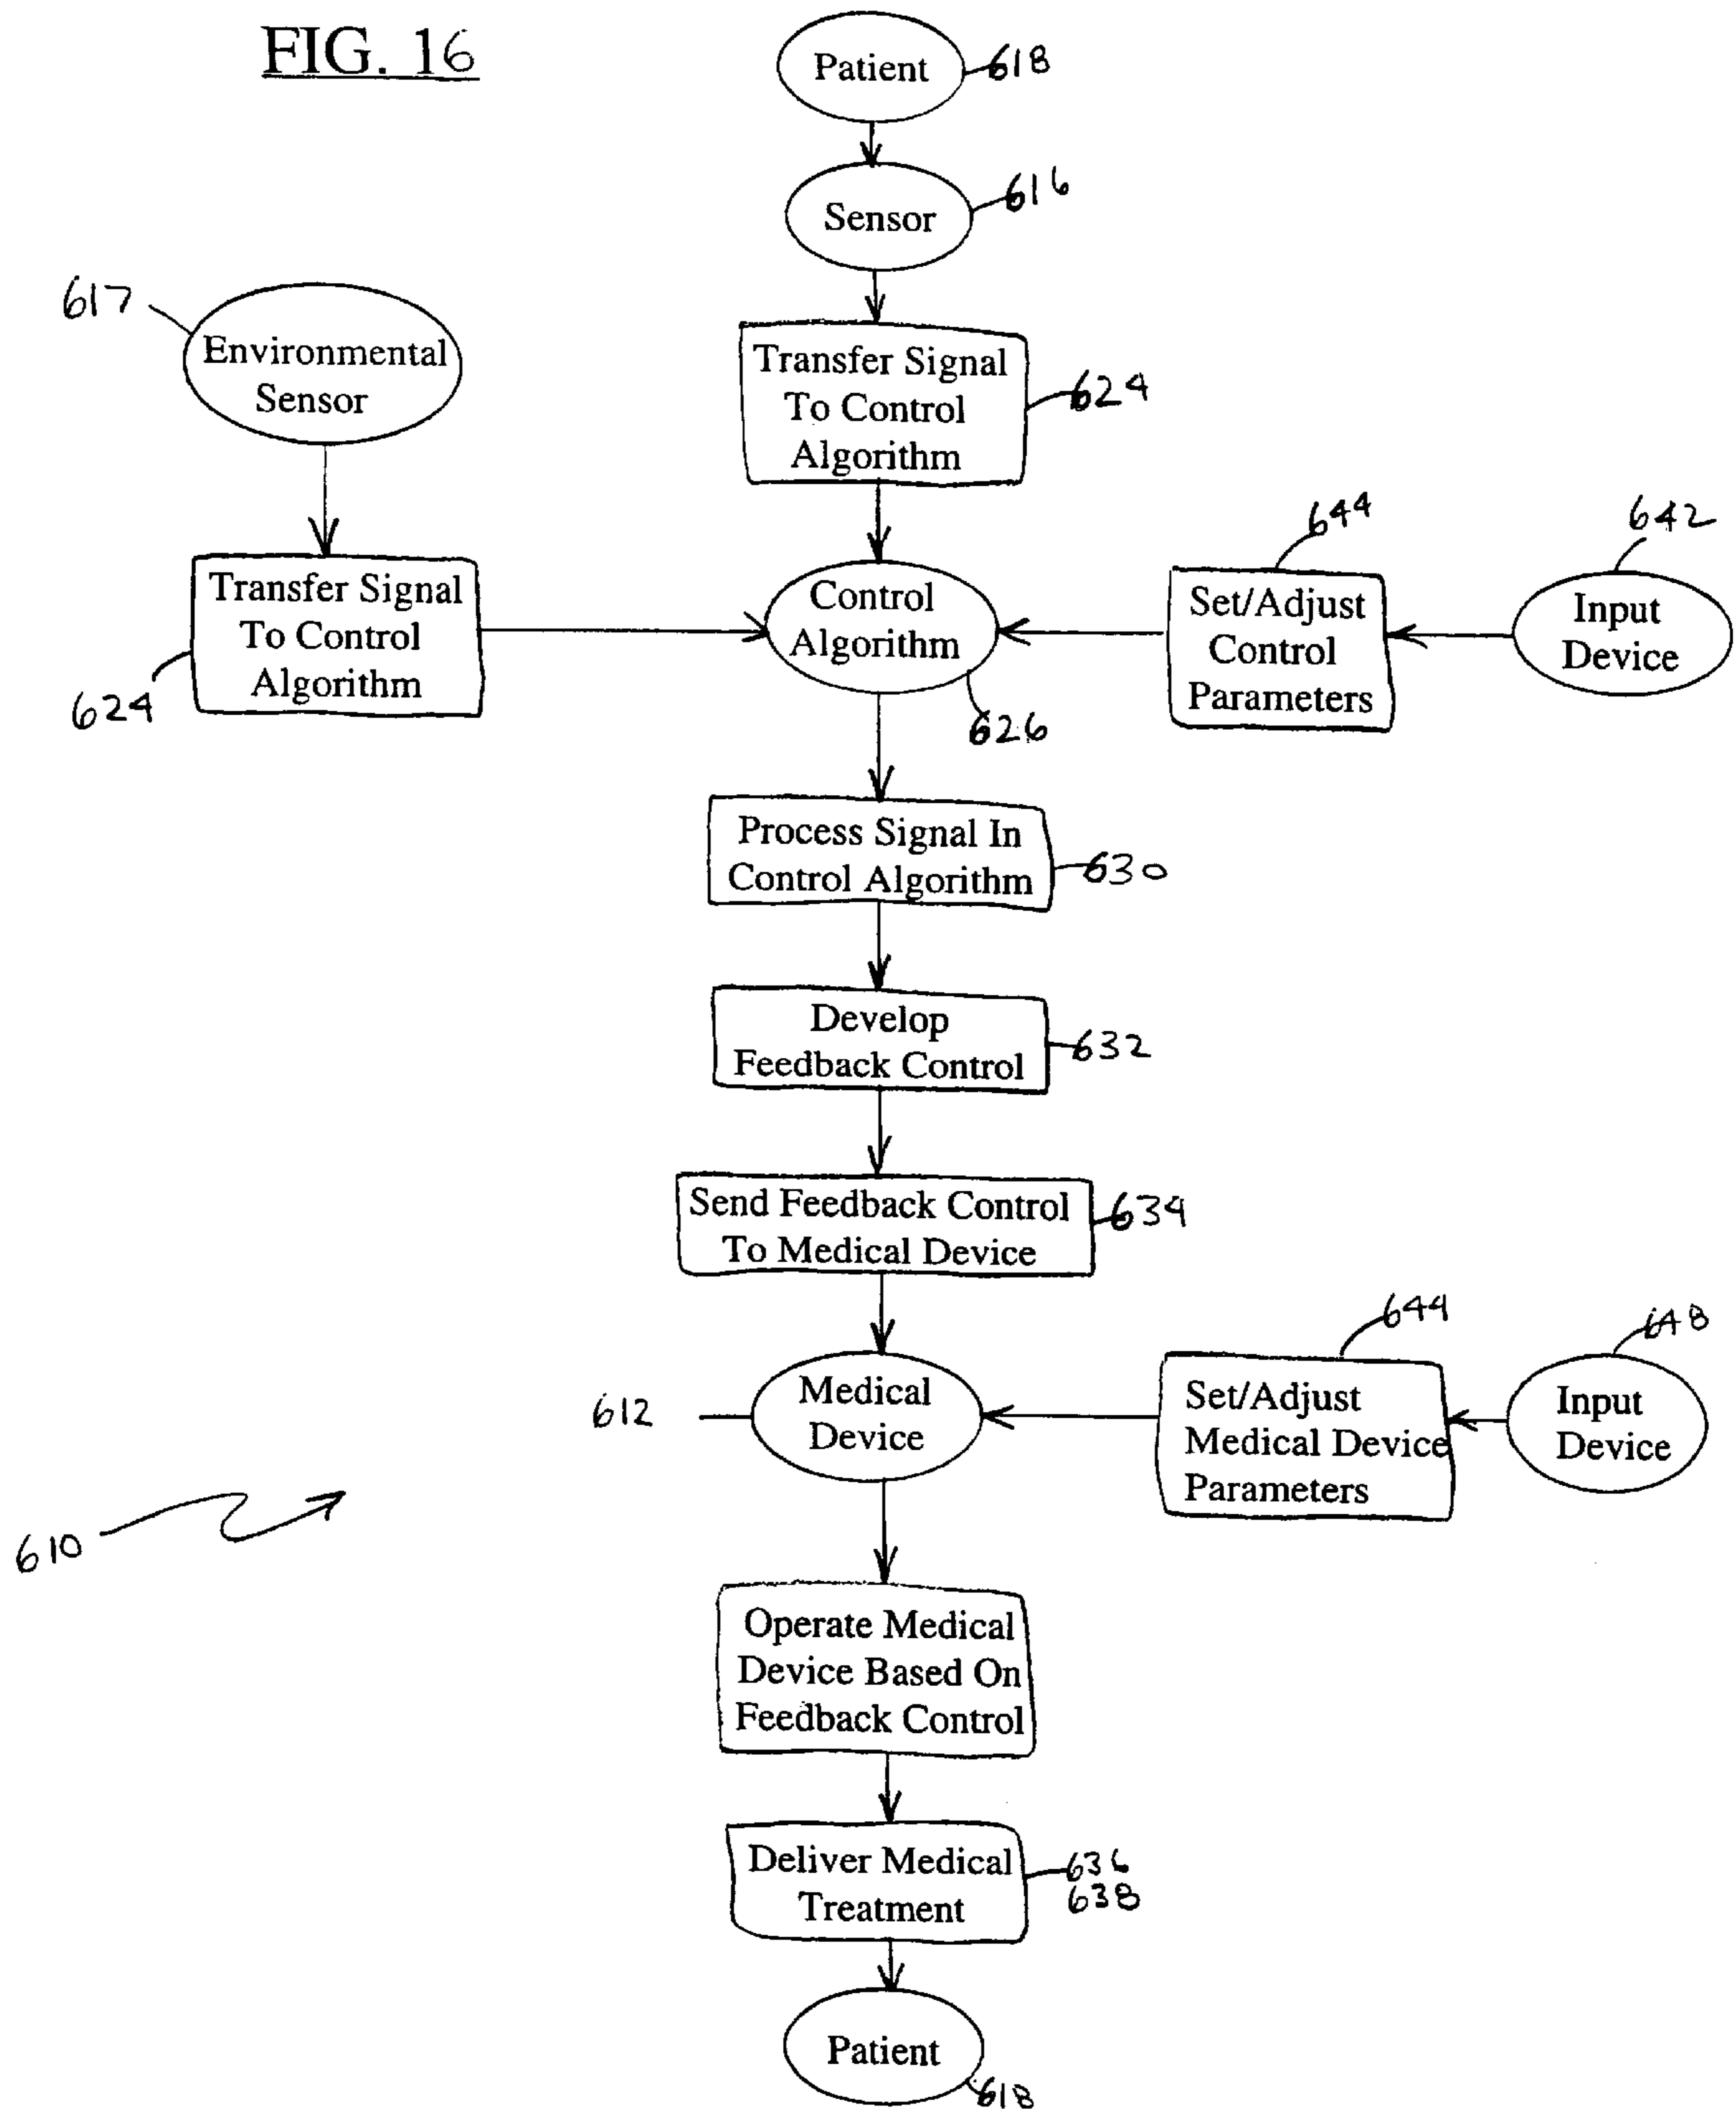 FIG. 16
Patient
618
Sensor
616
617
Environmental
Sensor
Transfer Signal
To Control
Algorithm
624
Transfer Signal
To Control
Algorithm
624
Control
Algorithm
626
644
Set/Adjust
Control
Parameters
642
Input
Device
Process Signal In
Control Algorithm
630
Develop
Feedback Control
632
Send Feedback Control
To Medical Device
634
612
Medical
Device
644
Set/Adjust
Medical Device
Parameters
648
Input
Device
610
Operate Medical
Device Based On
Feedback Control
Deliver Medical
Treatment
636
638
Patient
618